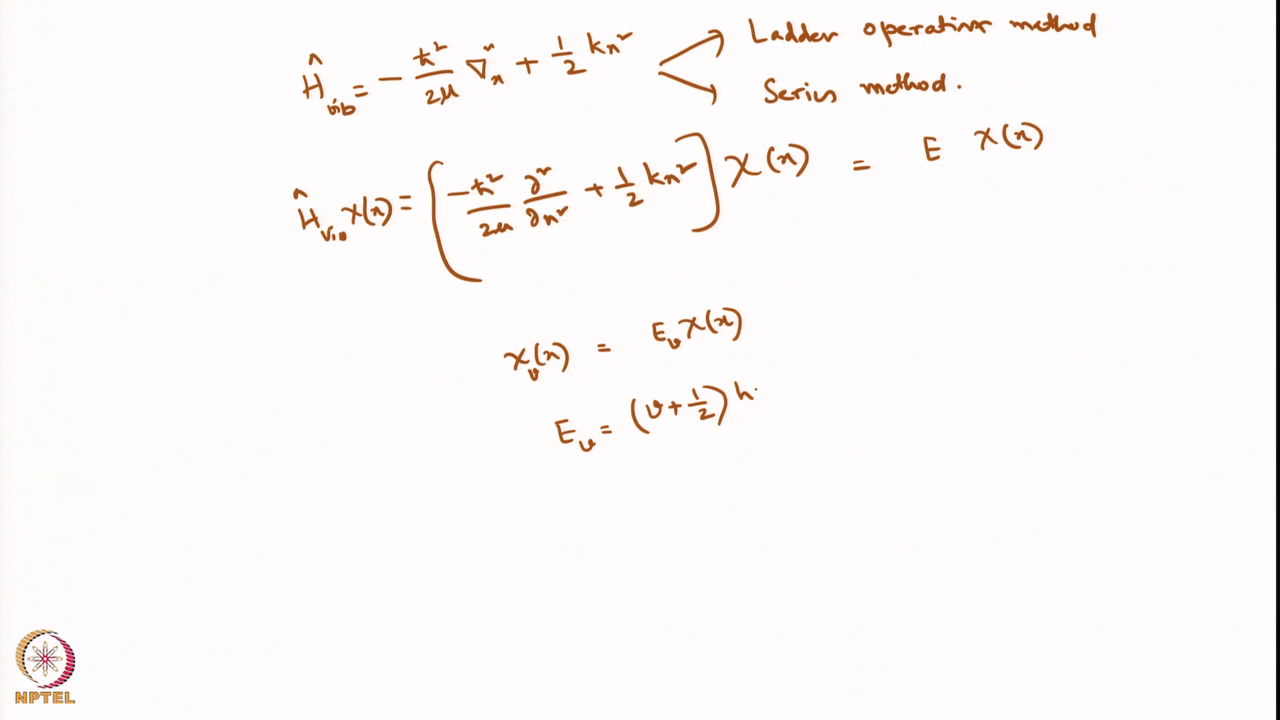 Ĥ_vib = - ħ²/2μ ∇²_x + 1/2 kx²
Ladder operator method
Series method.
Ĥ_vib χ(x) = [ -ħ²/2μ ∂²/∂x² + 1/2 kx² ] χ(x) = E χ(x)
χ_v(x) = E_v χ(x)
E_v = (v + 1/2) h
NPTEL